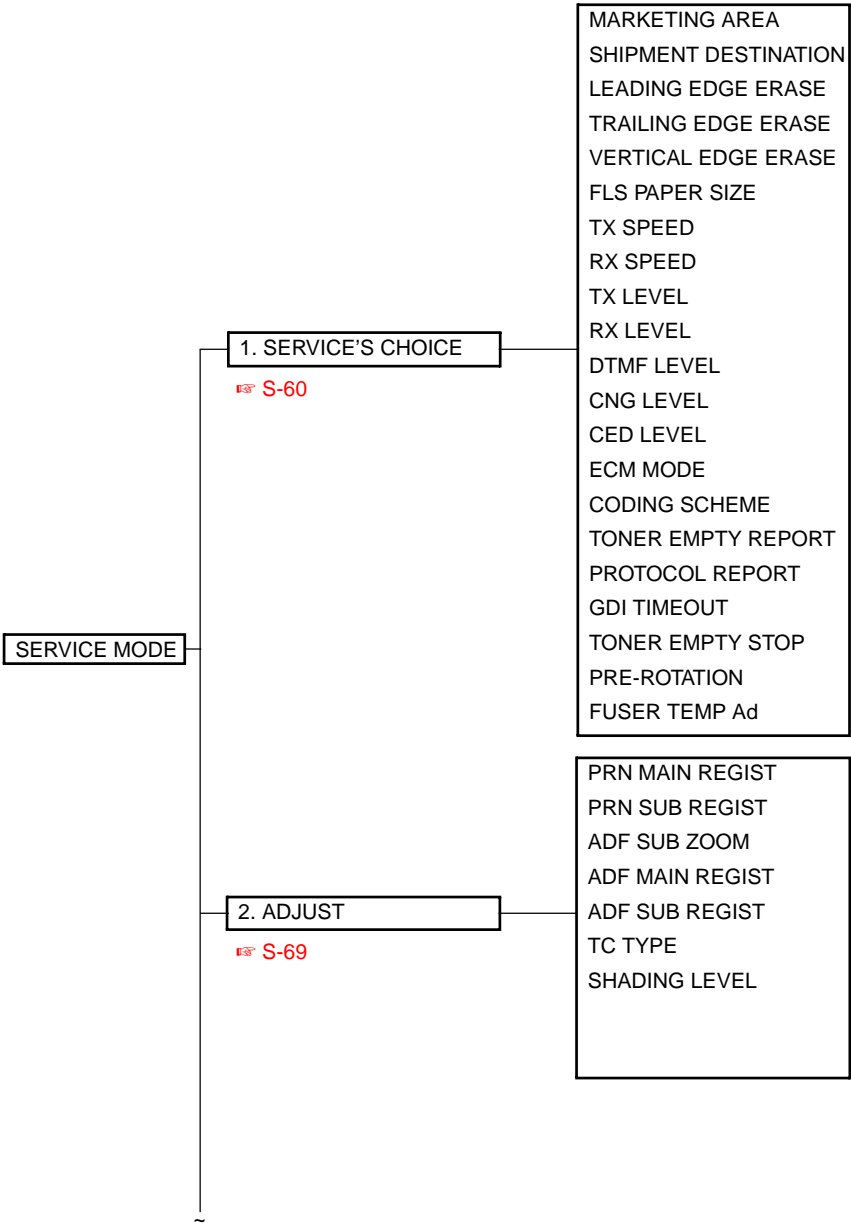 SERVICE MODE
1. SERVICE'S CHOICE
☞ S-60
MARKETING AREA
SHIPMENT DESTINATION
LEADING EDGE ERASE
TRAILING EDGE ERASE
VERTICAL EDGE ERASE
FLS PAPER SIZE
TX SPEED
RX SPEED
TX LEVEL
RX LEVEL
DTMF LEVEL
CNG LEVEL
CED LEVEL
ECM MODE
CODING SCHEME
TONER EMPTY REPORT
PROTOCOL REPORT
GDI TIMEOUT
TONER EMPTY STOP
PRE-ROTATION
FUSER TEMP Ad
2. ADJUST
☞ S-69
PRN MAIN REGIST
PRN SUB REGIST
ADF SUB ZOOM
ADF MAIN REGIST
ADF SUB REGIST
TC TYPE
SHADING LEVEL
~